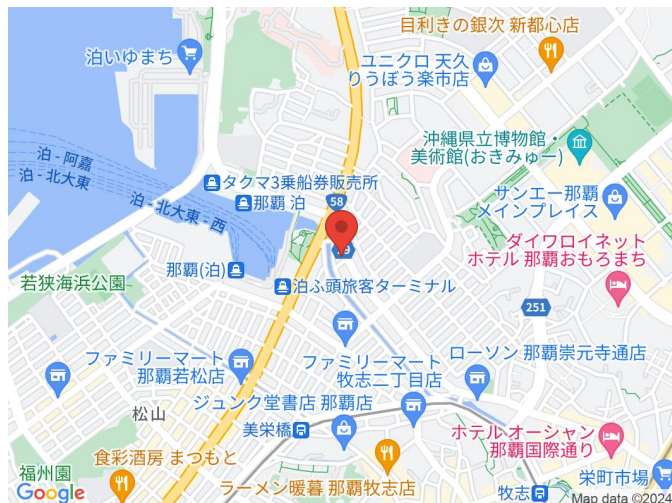 目利きの銀次 新都心店
泊いゆまち
ユニクロ 天久
りうぼう楽市店
沖縄県立博物館・
美術館(おきみゅー)
泊 - 阿嘉
泊 - 北大東
泊 - 北大東 - 西
タクマ3乗船券販売所
那覇 泊
58
サンエー那覇
メインプレイス
29
ダイワロイネット
ホテル 那覇おもろまち
那覇(泊)
若狭海浜公園
泊ふ頭旅客ターミナル
251
ファミリーマート
那覇若松店
ファミリーマート
牧志二丁目店
ローソン 那覇崇元寺通店
ジュンク堂書店 那覇店
松山
美栄橋
ホテル オーシャン
那覇国際通り
食彩酒房 まつもと
福州園
ラーメン暖暮 那覇牧志店
牧志
栄町市場
Google
Map data ©2024